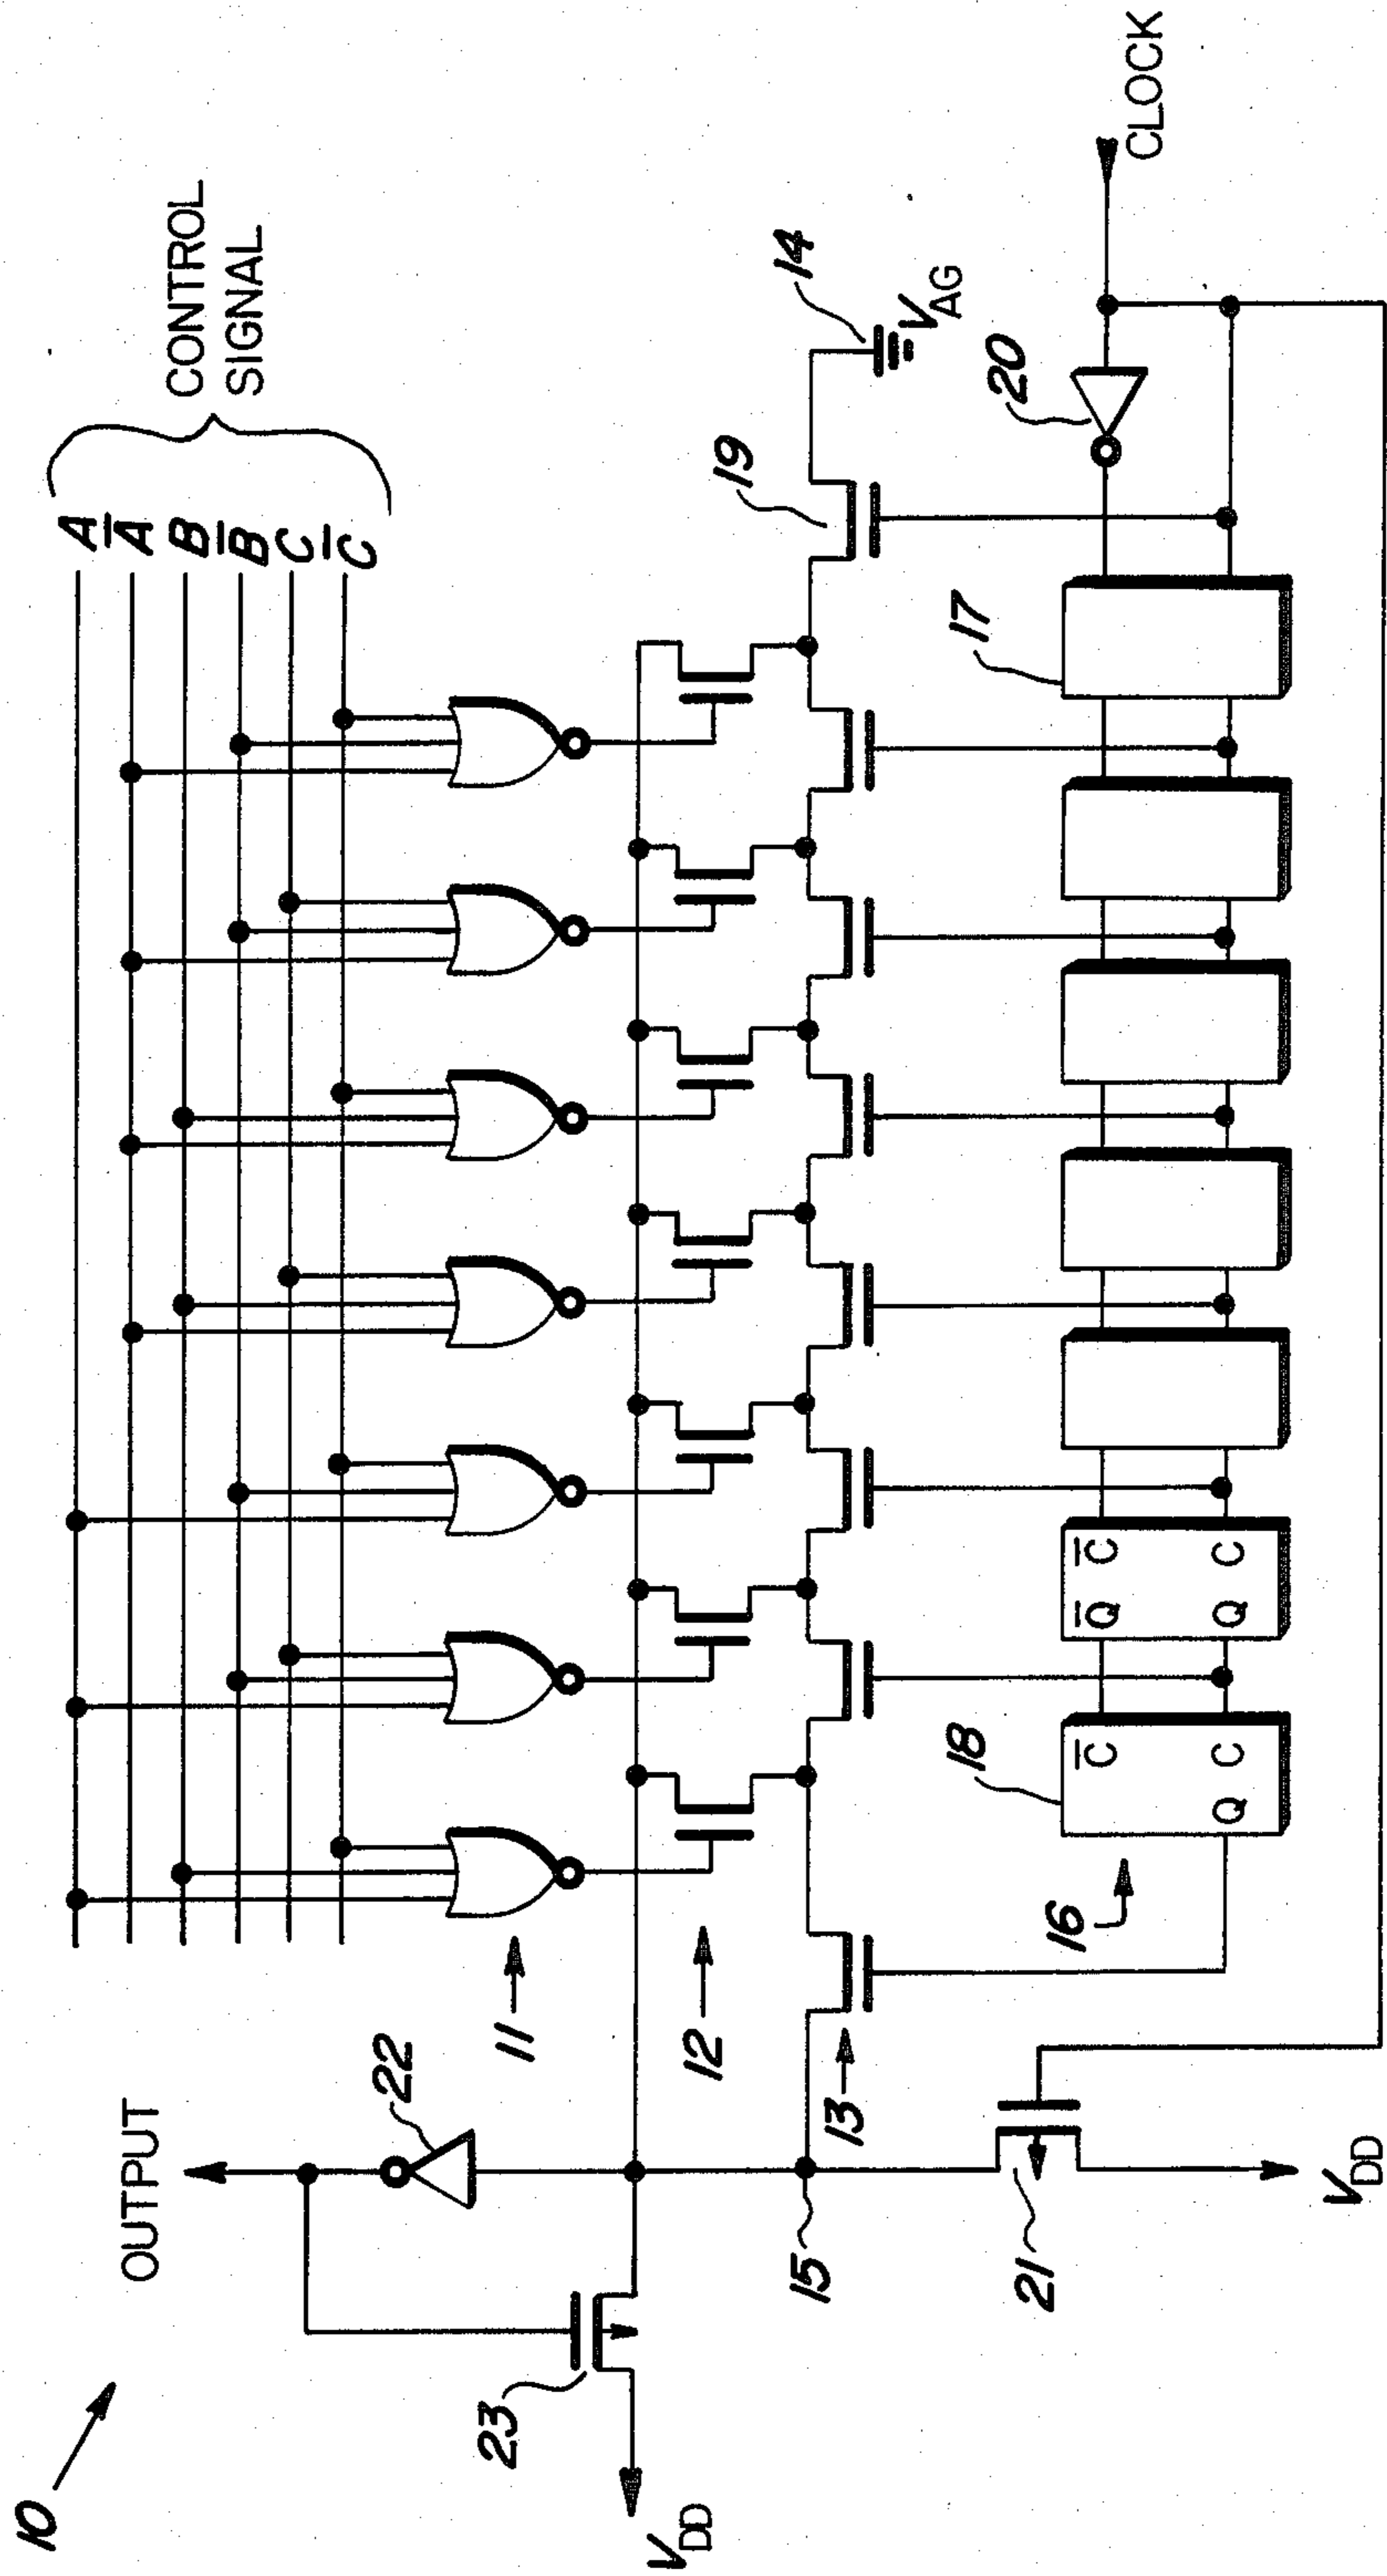 10
OUTPUT
CONTROL
SIGNAL
A
A̅
B
B̅
C
C̅
22
23
V_DD
11
12
13
14
V_AG
15
19
20
CLOCK
17
16
18
C̅
C
Q
Q̅
C̅
Q
C
21
V_DD